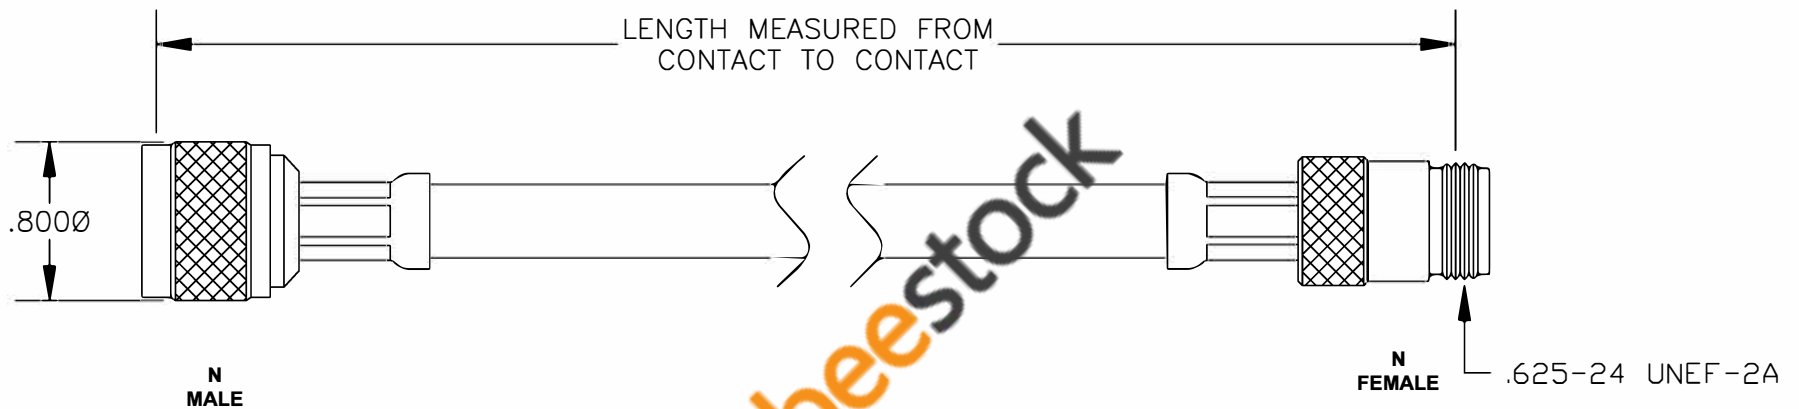 LENGTH MEASURED FROM
CONTACT TO CONTACT
.800Ø
beestock
N
MALE
N
FEMALE
.625-24 UNEF-2A